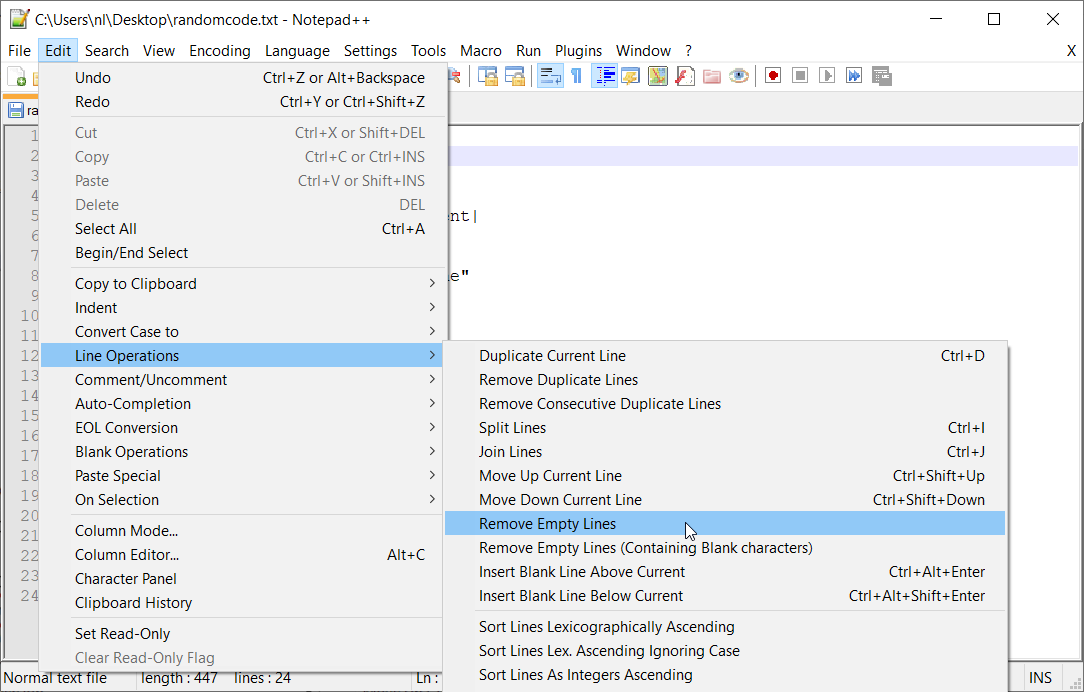 C:\Users\nl\Desktop\randomcode.txt - Notepad++
File Edit Search View Encoding Language Settings Tools Macro Run Plugins Window ? X
ra
Undo Ctrl+Z or Alt+Backspace
Redo Ctrl+Y or Ctrl+Shift+Z
Cut Ctrl+X or Shift+DEL
Copy Ctrl+C or Ctrl+INS
Paste Ctrl+V or Shift+INS
Delete DEL
Select All Ctrl+A
Begin/End Select
Copy to Clipboard
Indent
Convert Case to
Line Operations
Comment/Uncomment
Auto-Completion
EOL Conversion
Blank Operations
Paste Special
On Selection
Column Mode...
Column Editor... Alt+C
Character Panel
Clipboard History
Set Read-Only
Clear Read-Only Flag
1
2
3
4
5
6
7
8
9
10
11
12
13
14
15
16
17
18
19
20
21
22
23
24
nt|
e"
Duplicate Current Line Ctrl+D
Remove Duplicate Lines
Remove Consecutive Duplicate Lines
Split Lines Ctrl+I
Join Lines Ctrl+J
Move Up Current Line Ctrl+Shift+Up
Move Down Current Line Ctrl+Shift+Down
Remove Empty Lines
Remove Empty Lines (Containing Blank characters)
Insert Blank Line Above Current Ctrl+Alt+Enter
Insert Blank Line Below Current Ctrl+Alt+Shift+Enter
Sort Lines Lexicographically Ascending
Sort Lines Lex. Ascending Ignoring Case
Sort Lines As Integers Ascending
Normal text file length : 447 lines : 24 Ln : INS